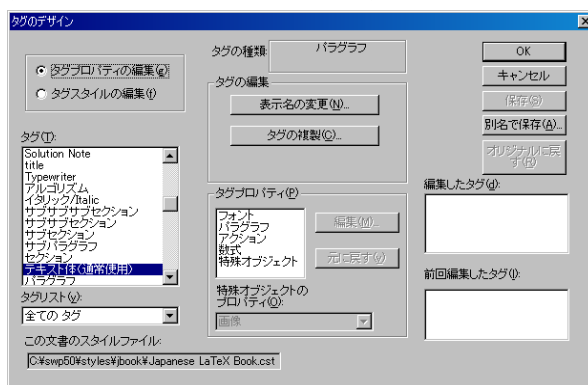 タグのデザイン
タグプロパティの編集(e)
タグスタイルの編集(f)
タグ(T):
Solution Note
title
Typewriter
アルゴリズム
イタリック/Italic
サブサブサブセクション
サブサブセクション
サブセクション
サブパラグラフ
セクション
テキスト体(通常使用)
パラグラフ
タグリスト(v):
全ての タグ
この文書のスタイルファイル:
C:¥swp50¥styles¥jbook¥Japanese LaTeX Book.cst
タグの種類:
パラグラフ
タグの編集
表示名の変更(N)...
タグの複製(C)...
タグプロパティ(P)
フォント
パラグラフ
アクション
数式
特殊オブジェクト
編集(M)...
元に戻す(y)
特殊オブジェクトの
プロパティ(O):
画像
OK
キャンセル
保存(S)
別名で保存(A)...
オリジナルに戻
す(R)
編集したタグ(d):
前回編集したタグ(l):